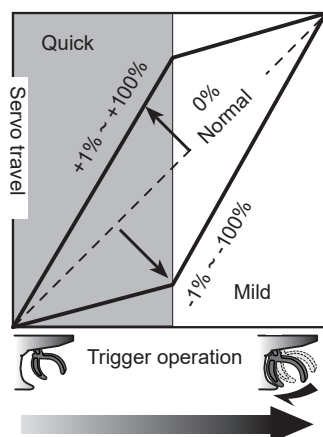 Quick
+1% ~ +100%
0%
Normal
Servo travel
-1% ~ -100%
Mild
Trigger operation